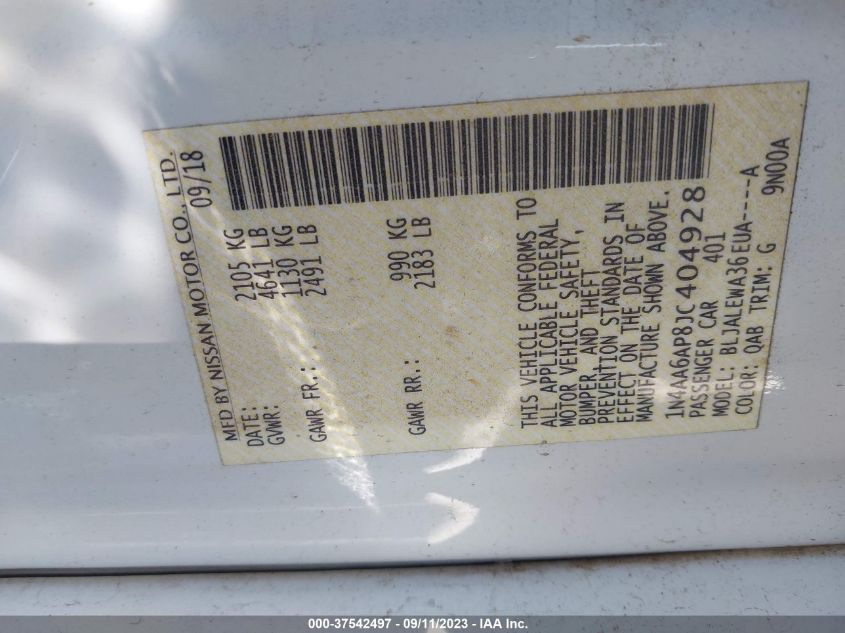 MFD BY NISSAN MOTOR CO., LTD.
DATE: 09/18
GVWR: 2105 KG
4641 LB
GAWR FR.: 1130 KG
2491 LB
GAWR RR.: 990 KG
2183 LB
THIS VEHICLE CONFORMS TO
ALL APPLICABLE FEDERAL
MOTOR VEHICLE SAFETY,
BUMPER, AND THEFT
PREVENTION STANDARDS IN
EFFECT ON THE DATE OF
MANUFACTURE SHOWN ABOVE.
1N4AA6AP8JC404928
PASSENGER CAR 401
MODEL: BLJALEWA36EUA----A
COLOR: QAB TRIM: G 9N00A
000-37542497 - 09/11/2023 - IAA Inc.